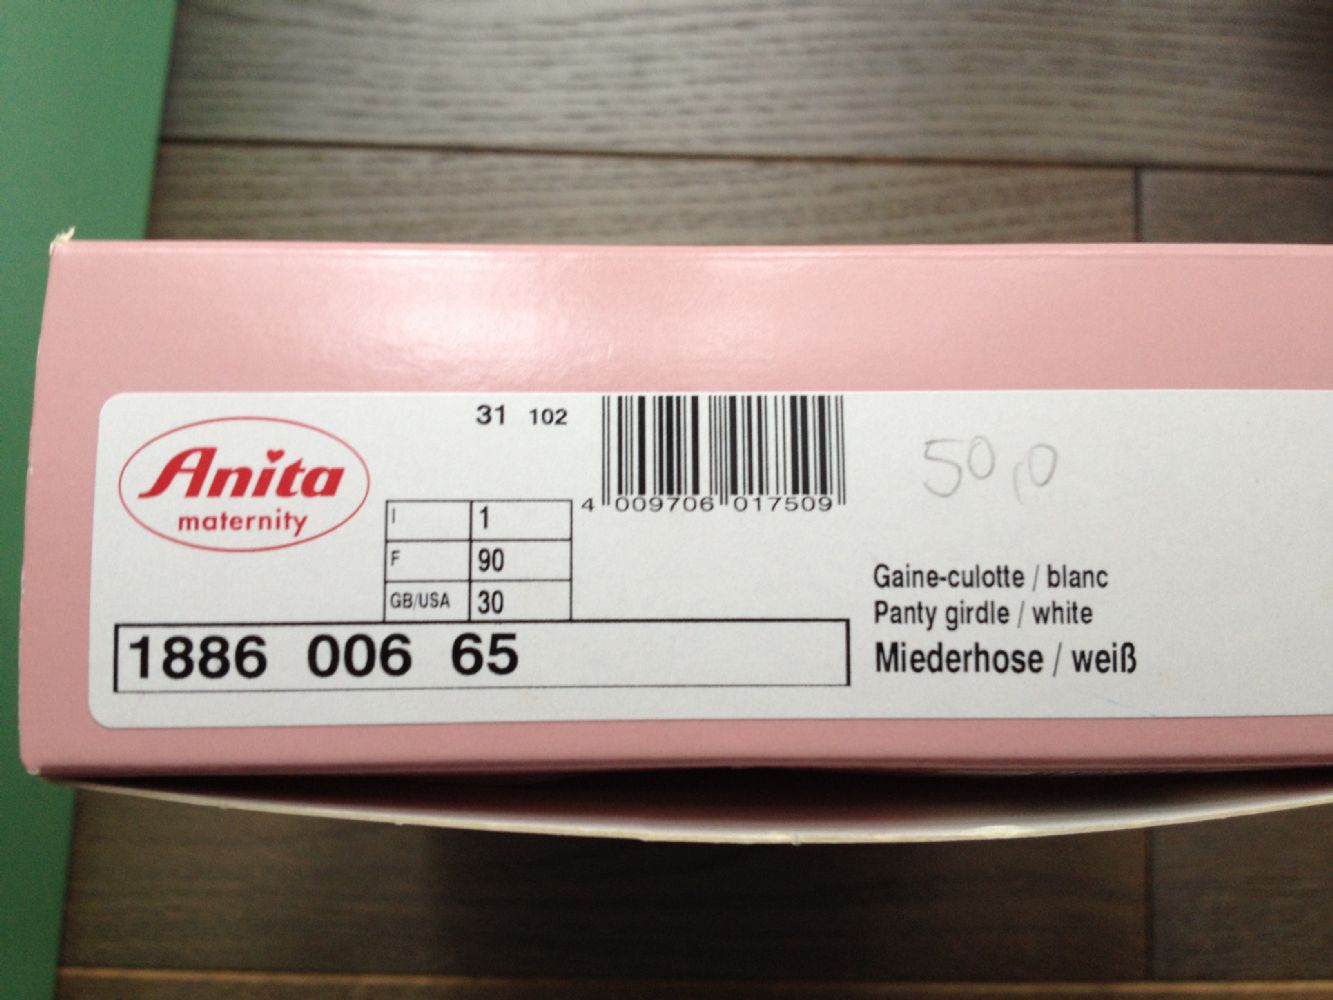 31 102
Anita
maternity
4 009706 017509
50,0
I 1
F 90
GB/USA 30
1886 006 65
Gaine-culotte / blanc
Panty girdle / white
Miederhose / weiß